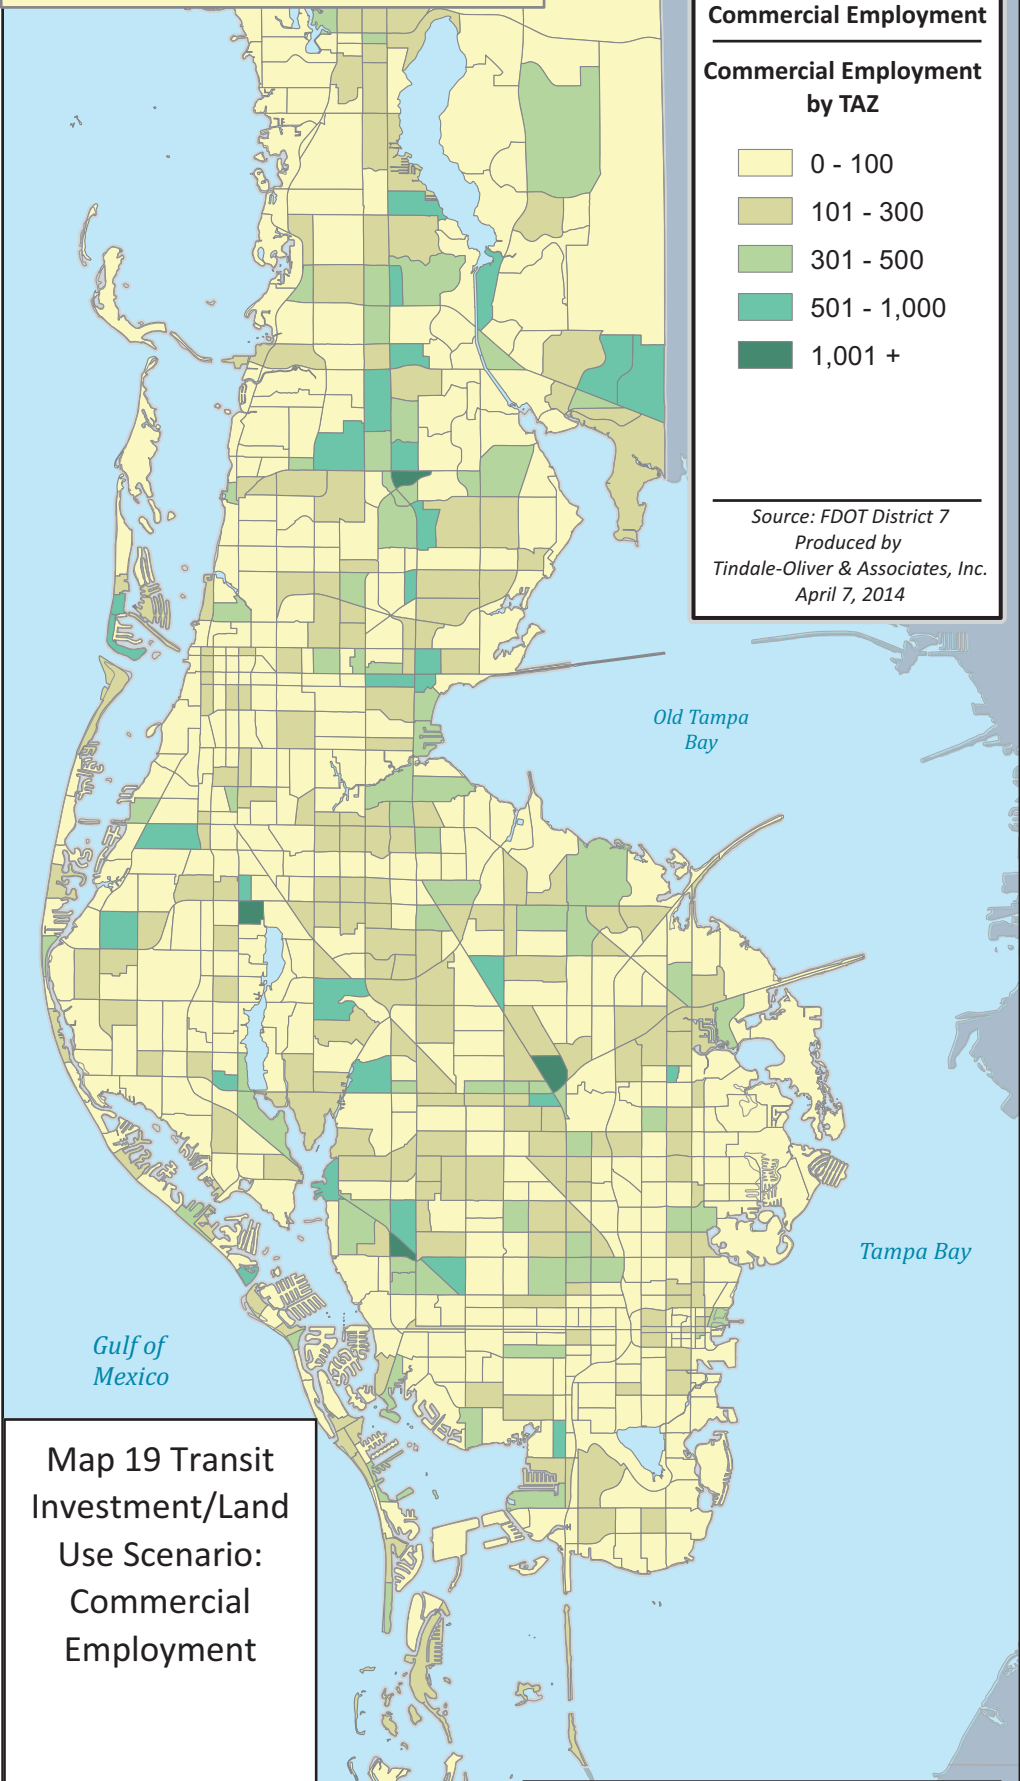 Commercial Employment
Commercial Employment
by TAZ
0 - 100
101 - 300
301 - 500
501 - 1,000
1,001 +
Source: FDOT District 7
Produced by
Tindale-Oliver & Associates, Inc.
April 7, 2014
Old Tampa
Bay
Tampa Bay
Gulf of
Mexico
Map 19 Transit
Investment/Land
Use Scenario:
Commercial
Employment